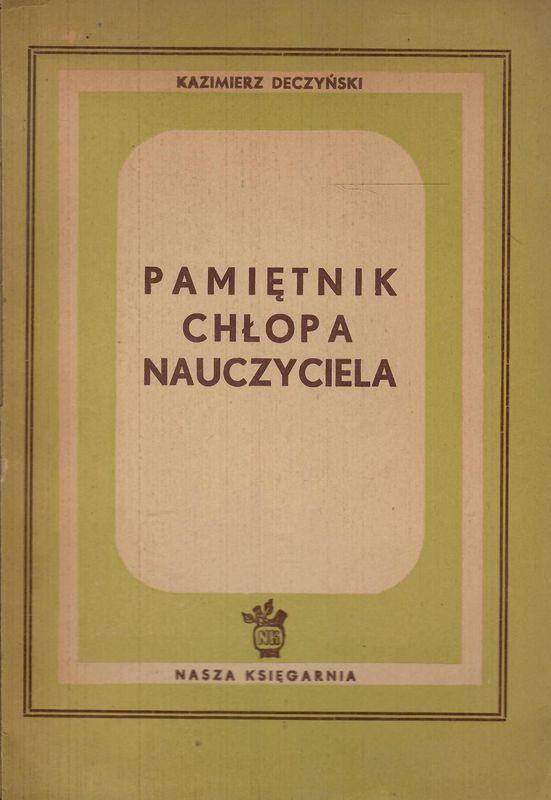 KAZIMIERZ DECZYŃSKI
PAMIĘTNIK
CHŁOPA
NAUCZYCIELA
NK
NASZA KSIĘGARNIA